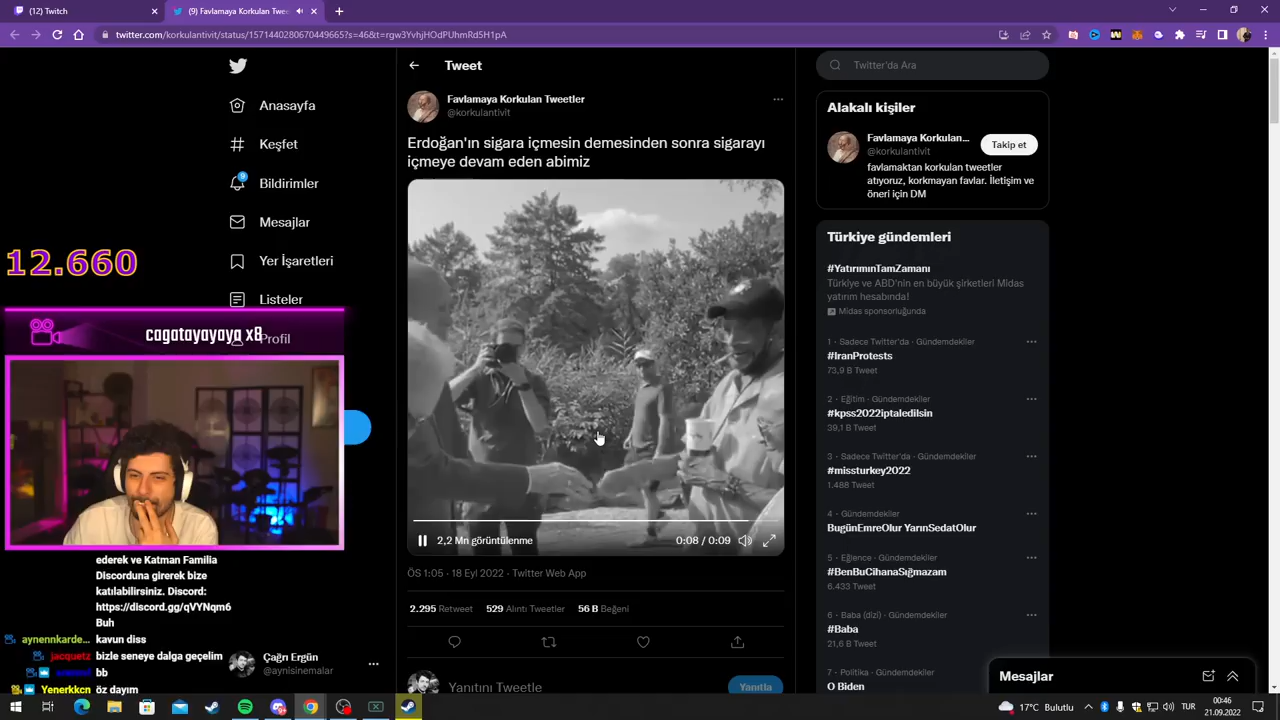 (12) Twitch
Favlamaya Korkulan Tweetler
twitter.com/korkulantivit/status/1571440280670449665?s=46&t=rgw3YvhjHOdPUhmRd5H1pA
Anasayfa
Keşfet
9
Bildirimler
Mesajlar
Yer İşaretleri
Listeler
Profil
12.660
cagatayayaya x8
ederek ve Katman Familia
Discorduna girerek bize
katılabilirsiniz. Discord:
https://discord.gg/qVYNqm6
Buh
aynennkarde... kavun diss
jacquetz bizle seneye dalga geçelim
bb
Yenerkkcn öz dayım
Çağrı Ergün
@aynisinemalar
Tweet
Favlamaya Korkulan Tweetler
@korkulantivit
Erdoğan'ın sigara içmesin demesinden sonra sigarayı
içmeye devam eden abimiz
2,2 Mn görüntülenme
0:08 / 0:09
ÖS 1:05 · 18 Eyl 2022 · Twitter Web App
2.295 Retweet 529 Alıntı Tweetler 56 B Beğeni
Yanıtını Tweetle
Yanıtla
Twitter'da Ara
Alakalı kişiler
Favlamaya Korkulan...
@korkulantivit
Takip et
favlamaktan korkulan tweetler
atıyoruz, korkmayan favlar. İletişim ve
öneri için DM
Türkiye gündemleri
#YatırımınTamZamanı
Türkiye ve ABD'nin en büyük şirketleri Midas
yatırım hesabında!
Midas sponsorluğunda
1 · Sadece Twitter'da · Gündemdekiler
#IranProtests
73,9 B Tweet
2 · Eğitim · Gündemdekiler
#kpss2022iptaledilsin
39,1 B Tweet
3 · Sadece Twitter'da · Gündemdekiler
#missturkey2022
1.488 Tweet
4 · Gündemdekiler
BugünEmreOlur YarınSedatOlur
5 · Eğlence · Gündemdekiler
#BenBuCihanaSığmazam
6.433 Tweet
6 · Baba (dizi) · Gündemdekiler
#Baba
21,6 B Tweet
7 · Politika · Gündemdekiler
O Biden
Mesajlar
17°C Bulutlu
TUR
00:46
21.09.2022